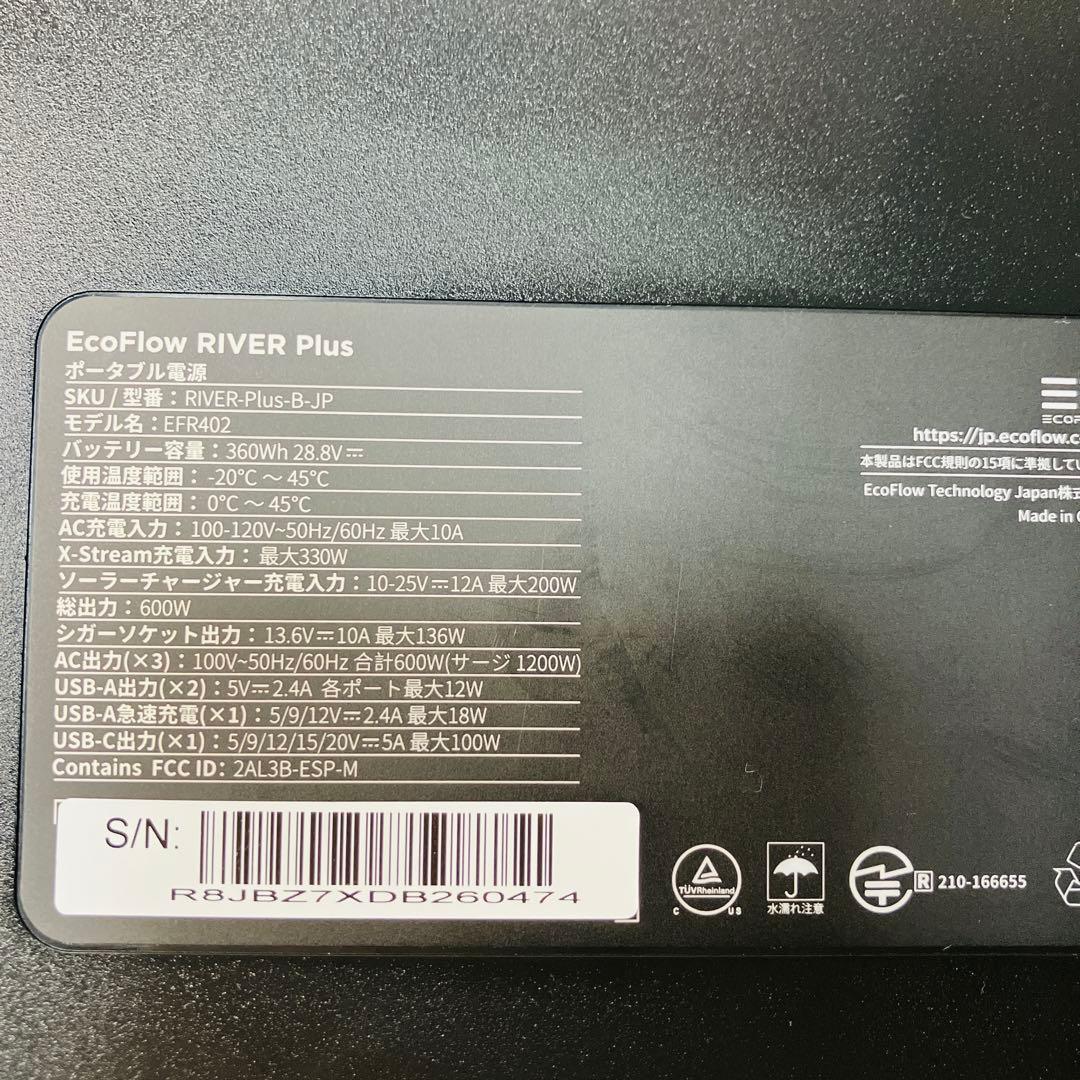 EcoFlow RIVER Plus
ポータブル電源
SKU / 型番：RIVER-Plus-B-JP
モデル名：EFR402
バッテリー容量：360Wh 28.8V⎓
使用温度範囲： -20°C ～ 45°C
充電温度範囲： 0°C ～ 45°C
AC充電入力：100-120V~50Hz/60Hz 最大10A
X-Stream充電入力：最大330W
ソーラーチャージャー充電入力：10-25V⎓12A 最大200W
総出力：600W
シガーソケット出力：13.6V⎓10A 最大136W
AC出力(×3)：100V~50Hz/60Hz 合計600W(サージ 1200W)
USB-A出力(×2)：5V⎓2.4A 各ポート最大12W
USB-A急速充電(×1)：5/9/12V⎓2.4A 最大18W
USB-C出力(×1)：5/9/12/15/20V⎓5A 最大100W
Contains FCC ID: 2AL3B-ESP-M
S/N:
R8JBZ7XDB260474
https://jp.ecoflow.c
本製品はFCC規則の15項に準拠してい
EcoFlow Technology Japan株式
Made in
TÜVRheinland
C US
水濡れ注意
R 210-166655